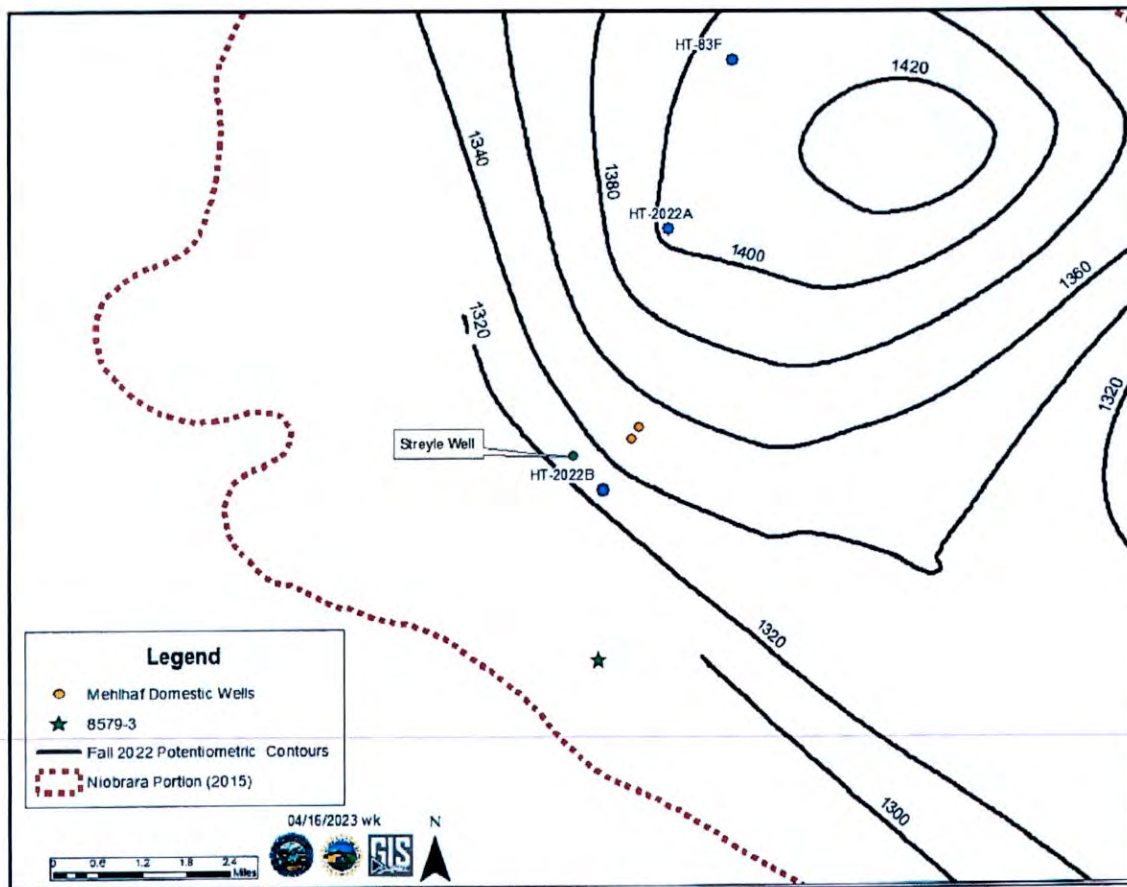 HT-83F
1420
1340
1380
HT-2022A
1400
1360
1320
1320
Streyle Well
HT-2022B
1320
1300
Legend
Mehlhaf Domestic Wells
8579-3
Fall 2022 Potentiometric Contours
Niobrara Portion (2015)
04/16/2023 wk
N
GIS
0 0.6 1.2 1.8 2.4
Miles